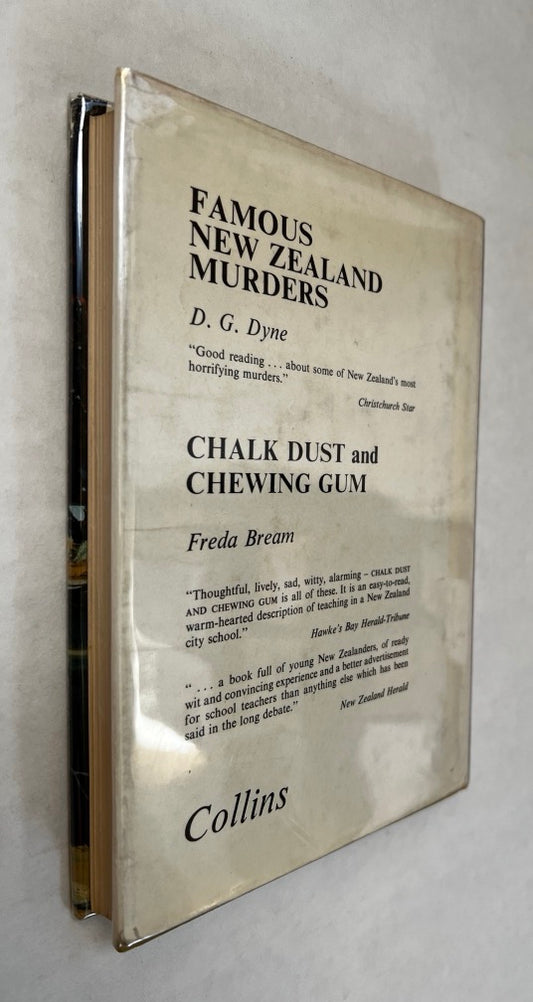 FAMOUS
NEW ZEALAND
MURDERS
D. G. Dyne
“Good reading . . . about some of New Zealand's most
horrifying murders.”
Christchurch Star
CHALK DUST and
CHEWING GUM
Freda Bream
“Thoughtful, lively, sad, witty, alarming – CHALK DUST
AND CHEWING GUM is all of these. It is an easy-to-read,
warm-hearted description of teaching in a New Zealand
city school.”
Hawke's Bay Herald-Tribune
“ . . . a book full of young New Zealanders, of ready
wit and convincing experience and a better advertisement
for school teachers than anything else which has been
said in the long debate.”
New Zealand Herald
Collins